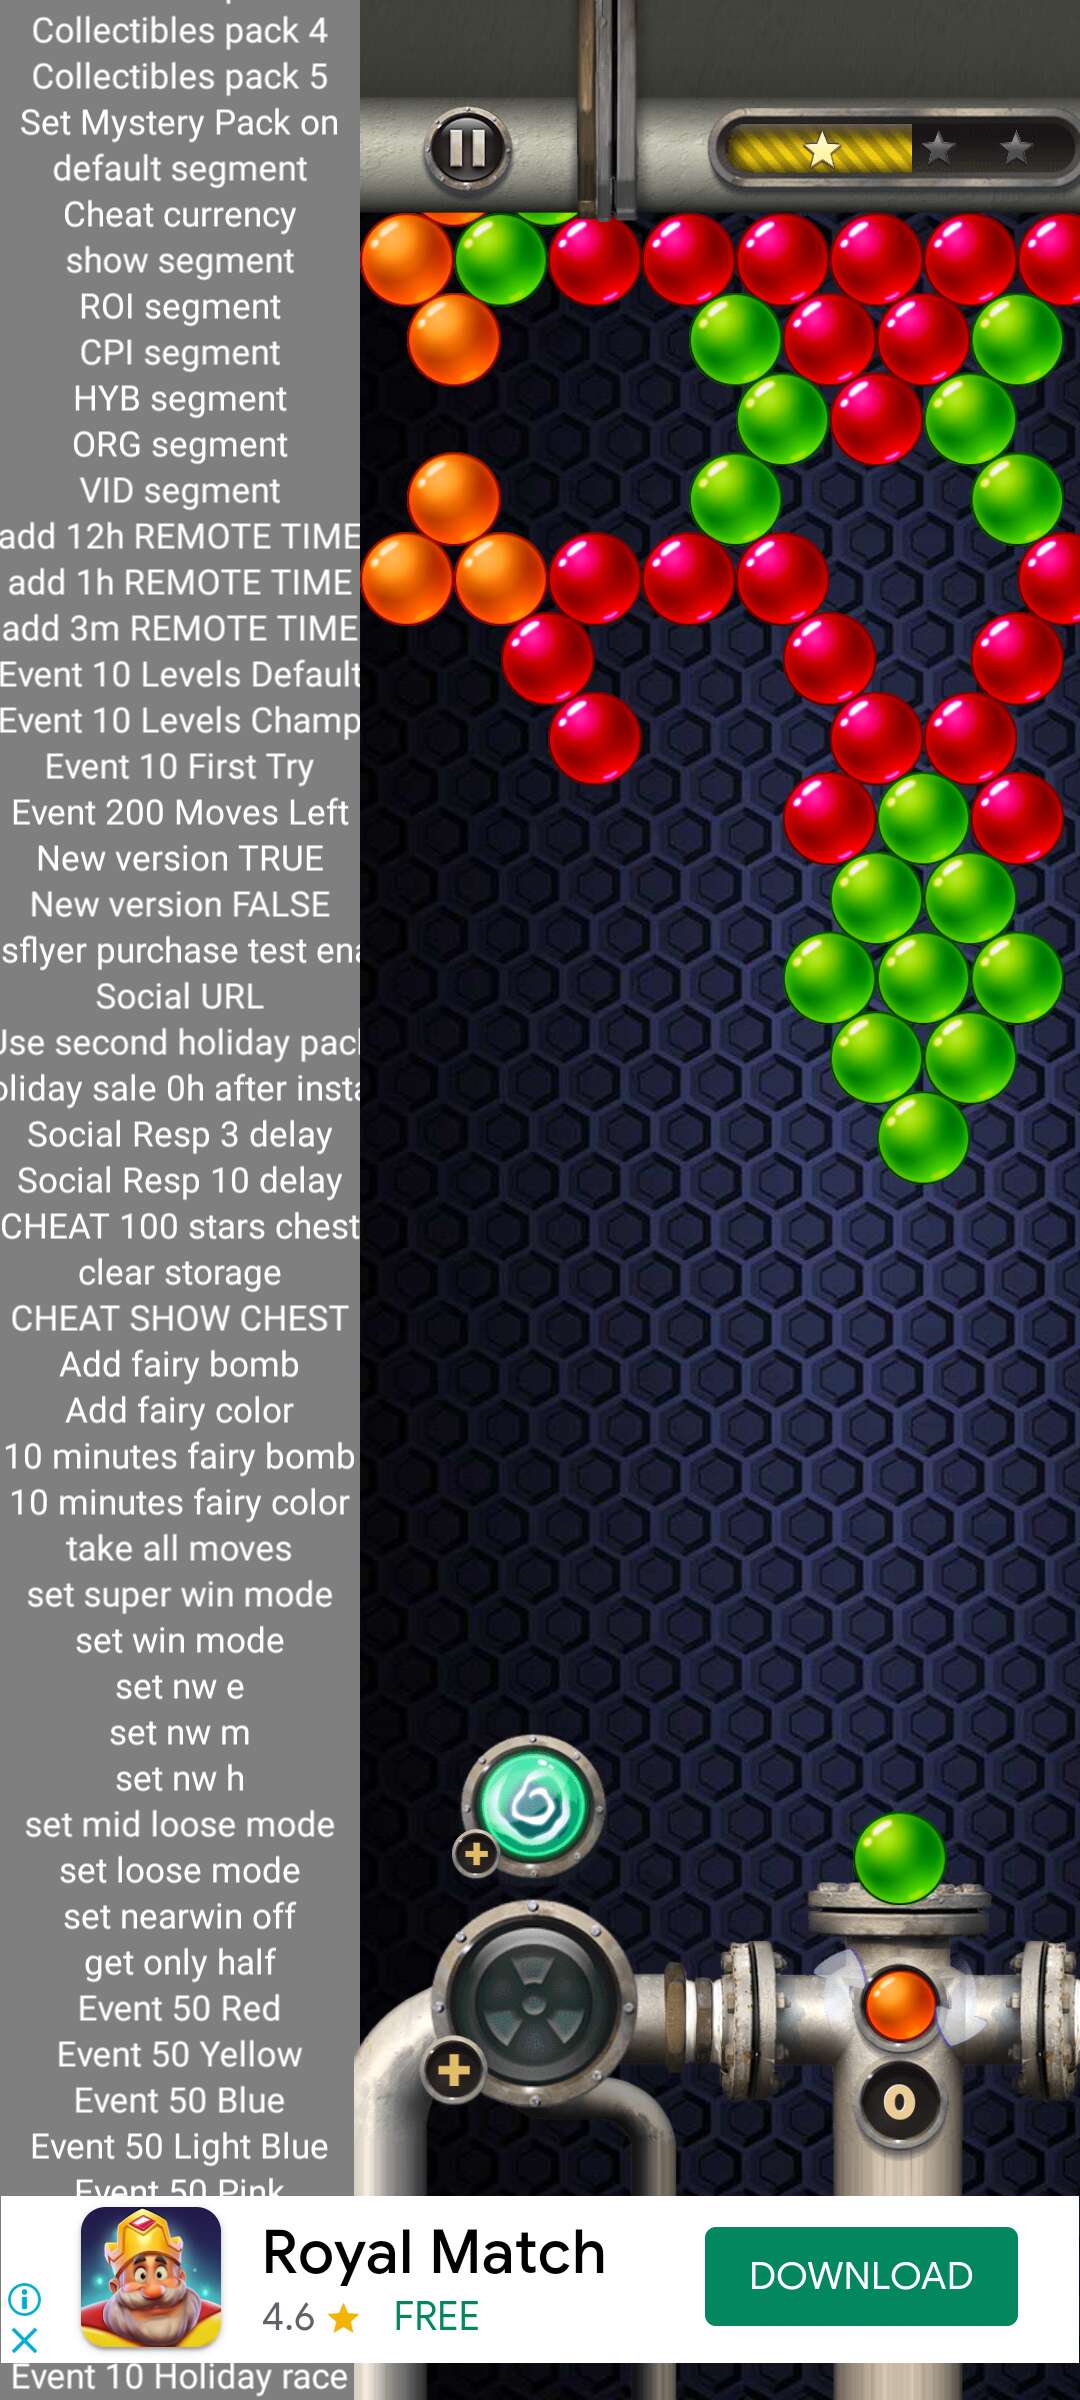 Collectibles pack 4
Collectibles pack 5
Set Mystery Pack on
default segment
Cheat currency
show segment
ROI segment
CPI segment
HYB segment
ORG segment
VID segment
add 12h REMOTE TIME
add 1h REMOTE TIME
add 3m REMOTE TIME
Event 10 Levels Default
Event 10 Levels Champ
Event 10 First Try
Event 200 Moves Left
New version TRUE
New version FALSE
sflyer purchase test ena
Social URL
Use second holiday pack
oliday sale 0h after insta
Social Resp 3 delay
Social Resp 10 delay
CHEAT 100 stars chest
clear storage
CHEAT SHOW CHEST
Add fairy bomb
Add fairy color
10 minutes fairy bomb
10 minutes fairy color
take all moves
set super win mode
set win mode
set nw e
set nw m
set nw h
set mid loose mode
set loose mode
set nearwin off
get only half
Event 50 Red
Event 50 Yellow
Event 50 Blue
Event 50 Light Blue
Event 50 Pink
0
Royal Match
4.6 FREE
DOWNLOAD
Event 10 Holiday race